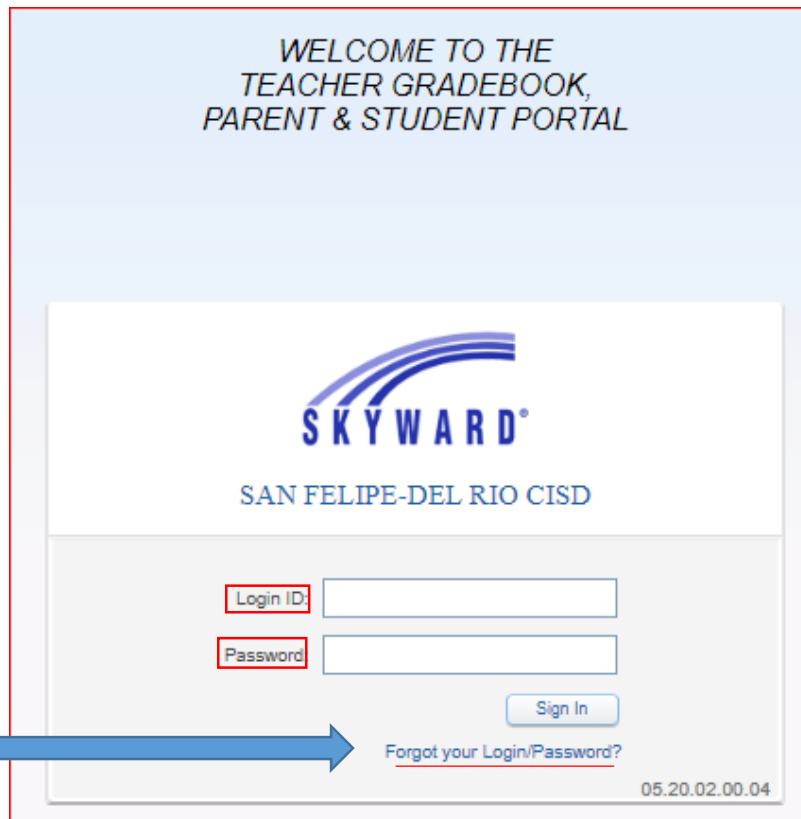 WELCOME TO THE
TEACHER GRADEBOOK,
PARENT & STUDENT PORTAL
SKYWARD®
SAN FELIPE-DEL RIO CISD
Login ID:
Password:
Sign In
Forgot your Login/Password?
05.20.02.00.04